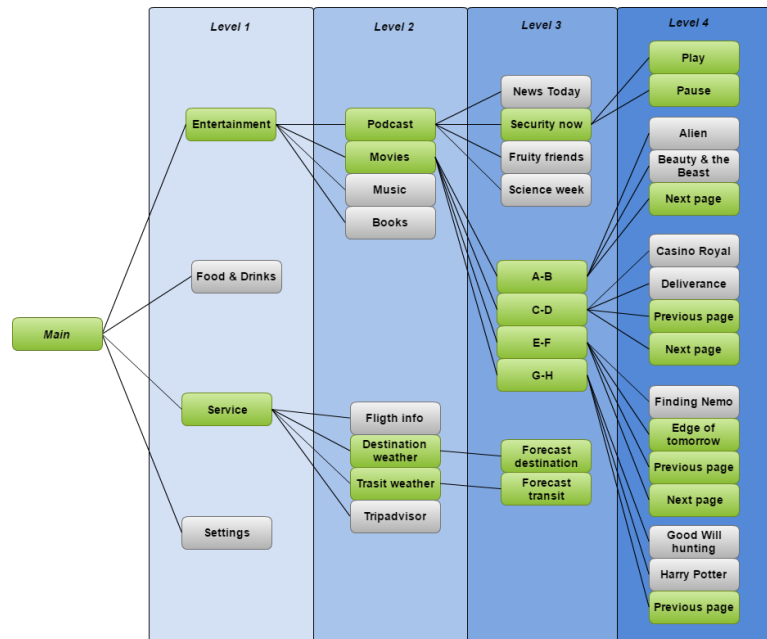 Level 1
Level 2
Level 3
Level 4
Main
Entertainment
Food & Drinks
Service
Settings
Podcast
Movies
Music
Books
Fligth info
Destination
weather
Trasit weather
Tripadvisor
News Today
Security now
Fruity friends
Science week
A-B
C-D
E-F
G-H
Forecast
destination
Forecast
transit
Play
Pause
Alien
Beauty & the
Beast
Next page
Casino Royal
Deliverance
Previous page
Next page
Finding Nemo
Edge of
tomorrow
Previous page
Next page
Good Will
hunting
Harry Potter
Previous page